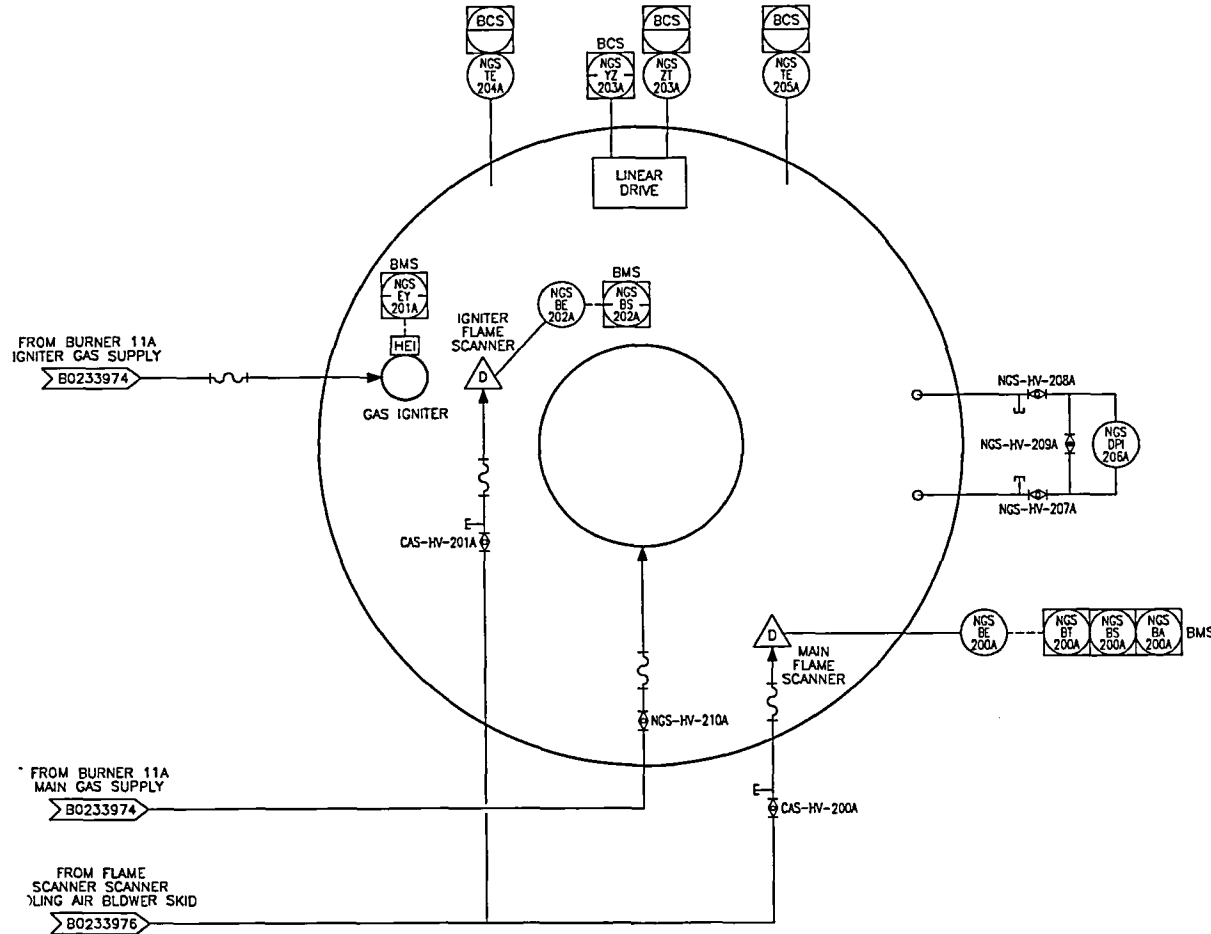 BCS
BCS
BCS
BCS
NGS
TE
204A
NGS
YZ
203A
NGS
ZT
203A
NGS
TE
205A
LINEAR
DRIVE
BMS
NGS
EY
201A
HEI
GAS IGNITER
FROM BURNER 11A
IGNITER GAS SUPPLY
B0233974
IGNITER
FLAME
SCANNER
D
NGS
BE
202A
BMS
NGS
BS
202A
NGS-HV-208A
NGS-HV-209A
NGS
DPI
206A
NGS-HV-207A
CAS-HV-201A
D
MAIN
FLAME
SCANNER
NGS
BE
200A
NGS
BT
200A
NGS
BS
200A
NGS
BA
200A
BMS
NGS-HV-210A
FROM BURNER 11A
MAIN GAS SUPPLY
B0233974
CAS-HV-200A
FROM FLAME
SCANNER SCANNER
OLING AIR BLOWER SKID
B0233976